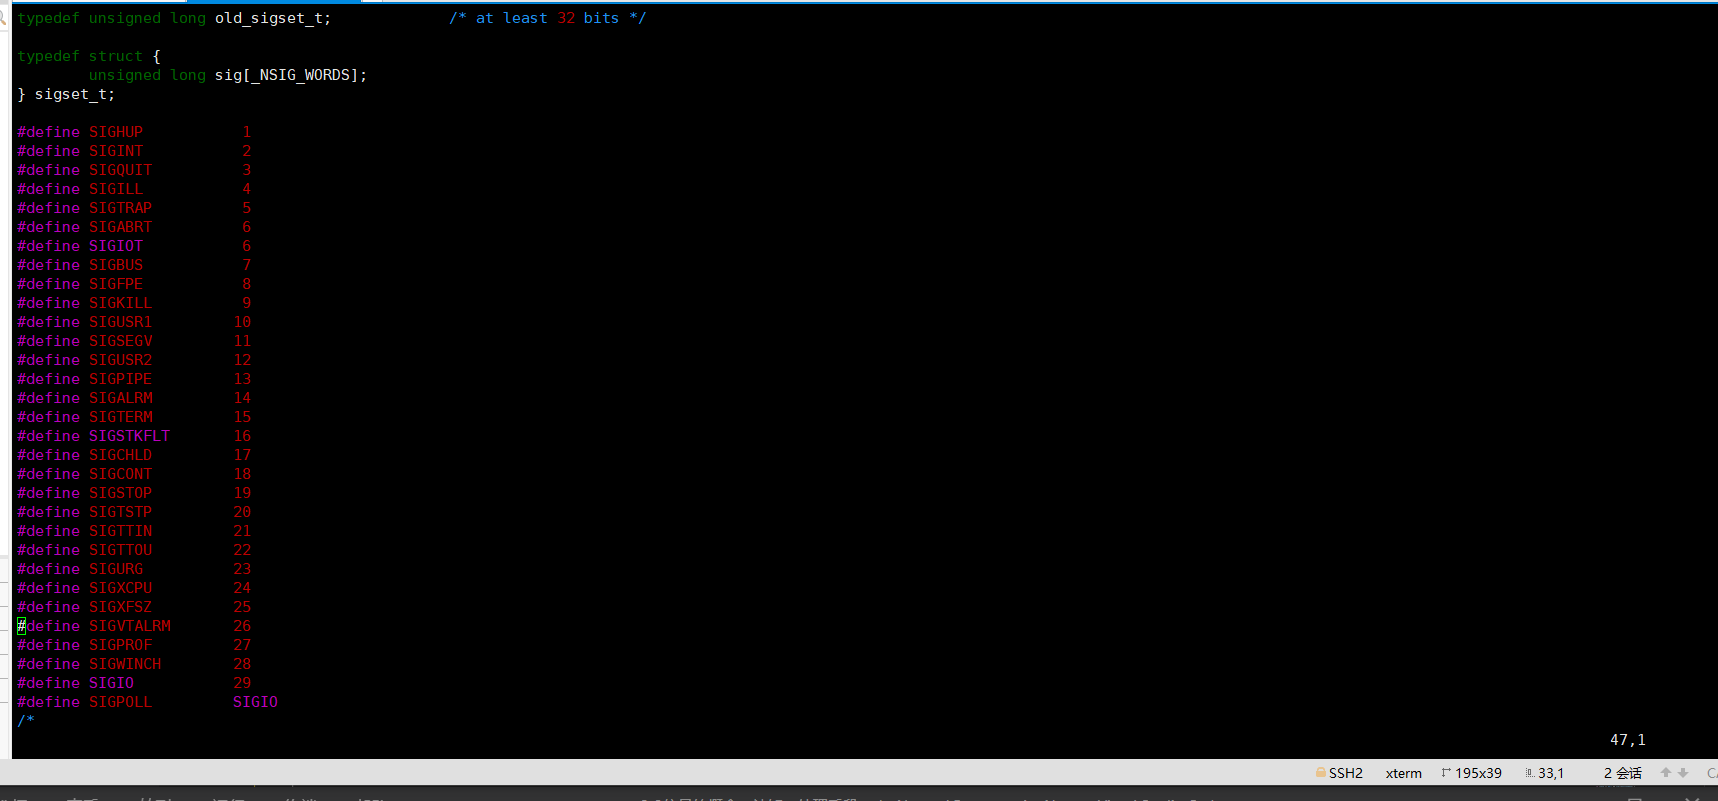 typedef unsigned long old_sigset_t;             /* at least 32 bits */
typedef struct {
        unsigned long sig[_NSIG_WORDS];
} sigset_t;
#define SIGHUP           1
#define SIGINT           2
#define SIGQUIT          3
#define SIGILL           4
#define SIGTRAP          5
#define SIGABRT          6
#define SIGIOT           6
#define SIGBUS           7
#define SIGFPE           8
#define SIGKILL          9
#define SIGUSR1         10
#define SIGSEGV         11
#define SIGUSR2         12
#define SIGPIPE         13
#define SIGALRM         14
#define SIGTERM         15
#define SIGSTKFLT       16
#define SIGCHLD         17
#define SIGCONT         18
#define SIGSTOP         19
#define SIGTSTP         20
#define SIGTTIN         21
#define SIGTTOU         22
#define SIGURG          23
#define SIGXCPU         24
#define SIGXFSZ         25
#define SIGVTALRM       26
#define SIGPROF         27
#define SIGWINCH        28
#define SIGIO           29
#define SIGPOLL         SIGIO
/*
47,1
SSH2 xterm 195x39 33,1 2 会话